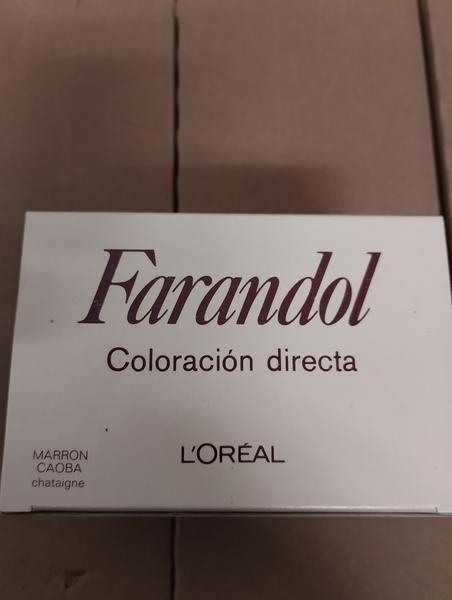 Farandol
Coloración directa
MARRON
CAOBA
chataigne
L'ORÉAL